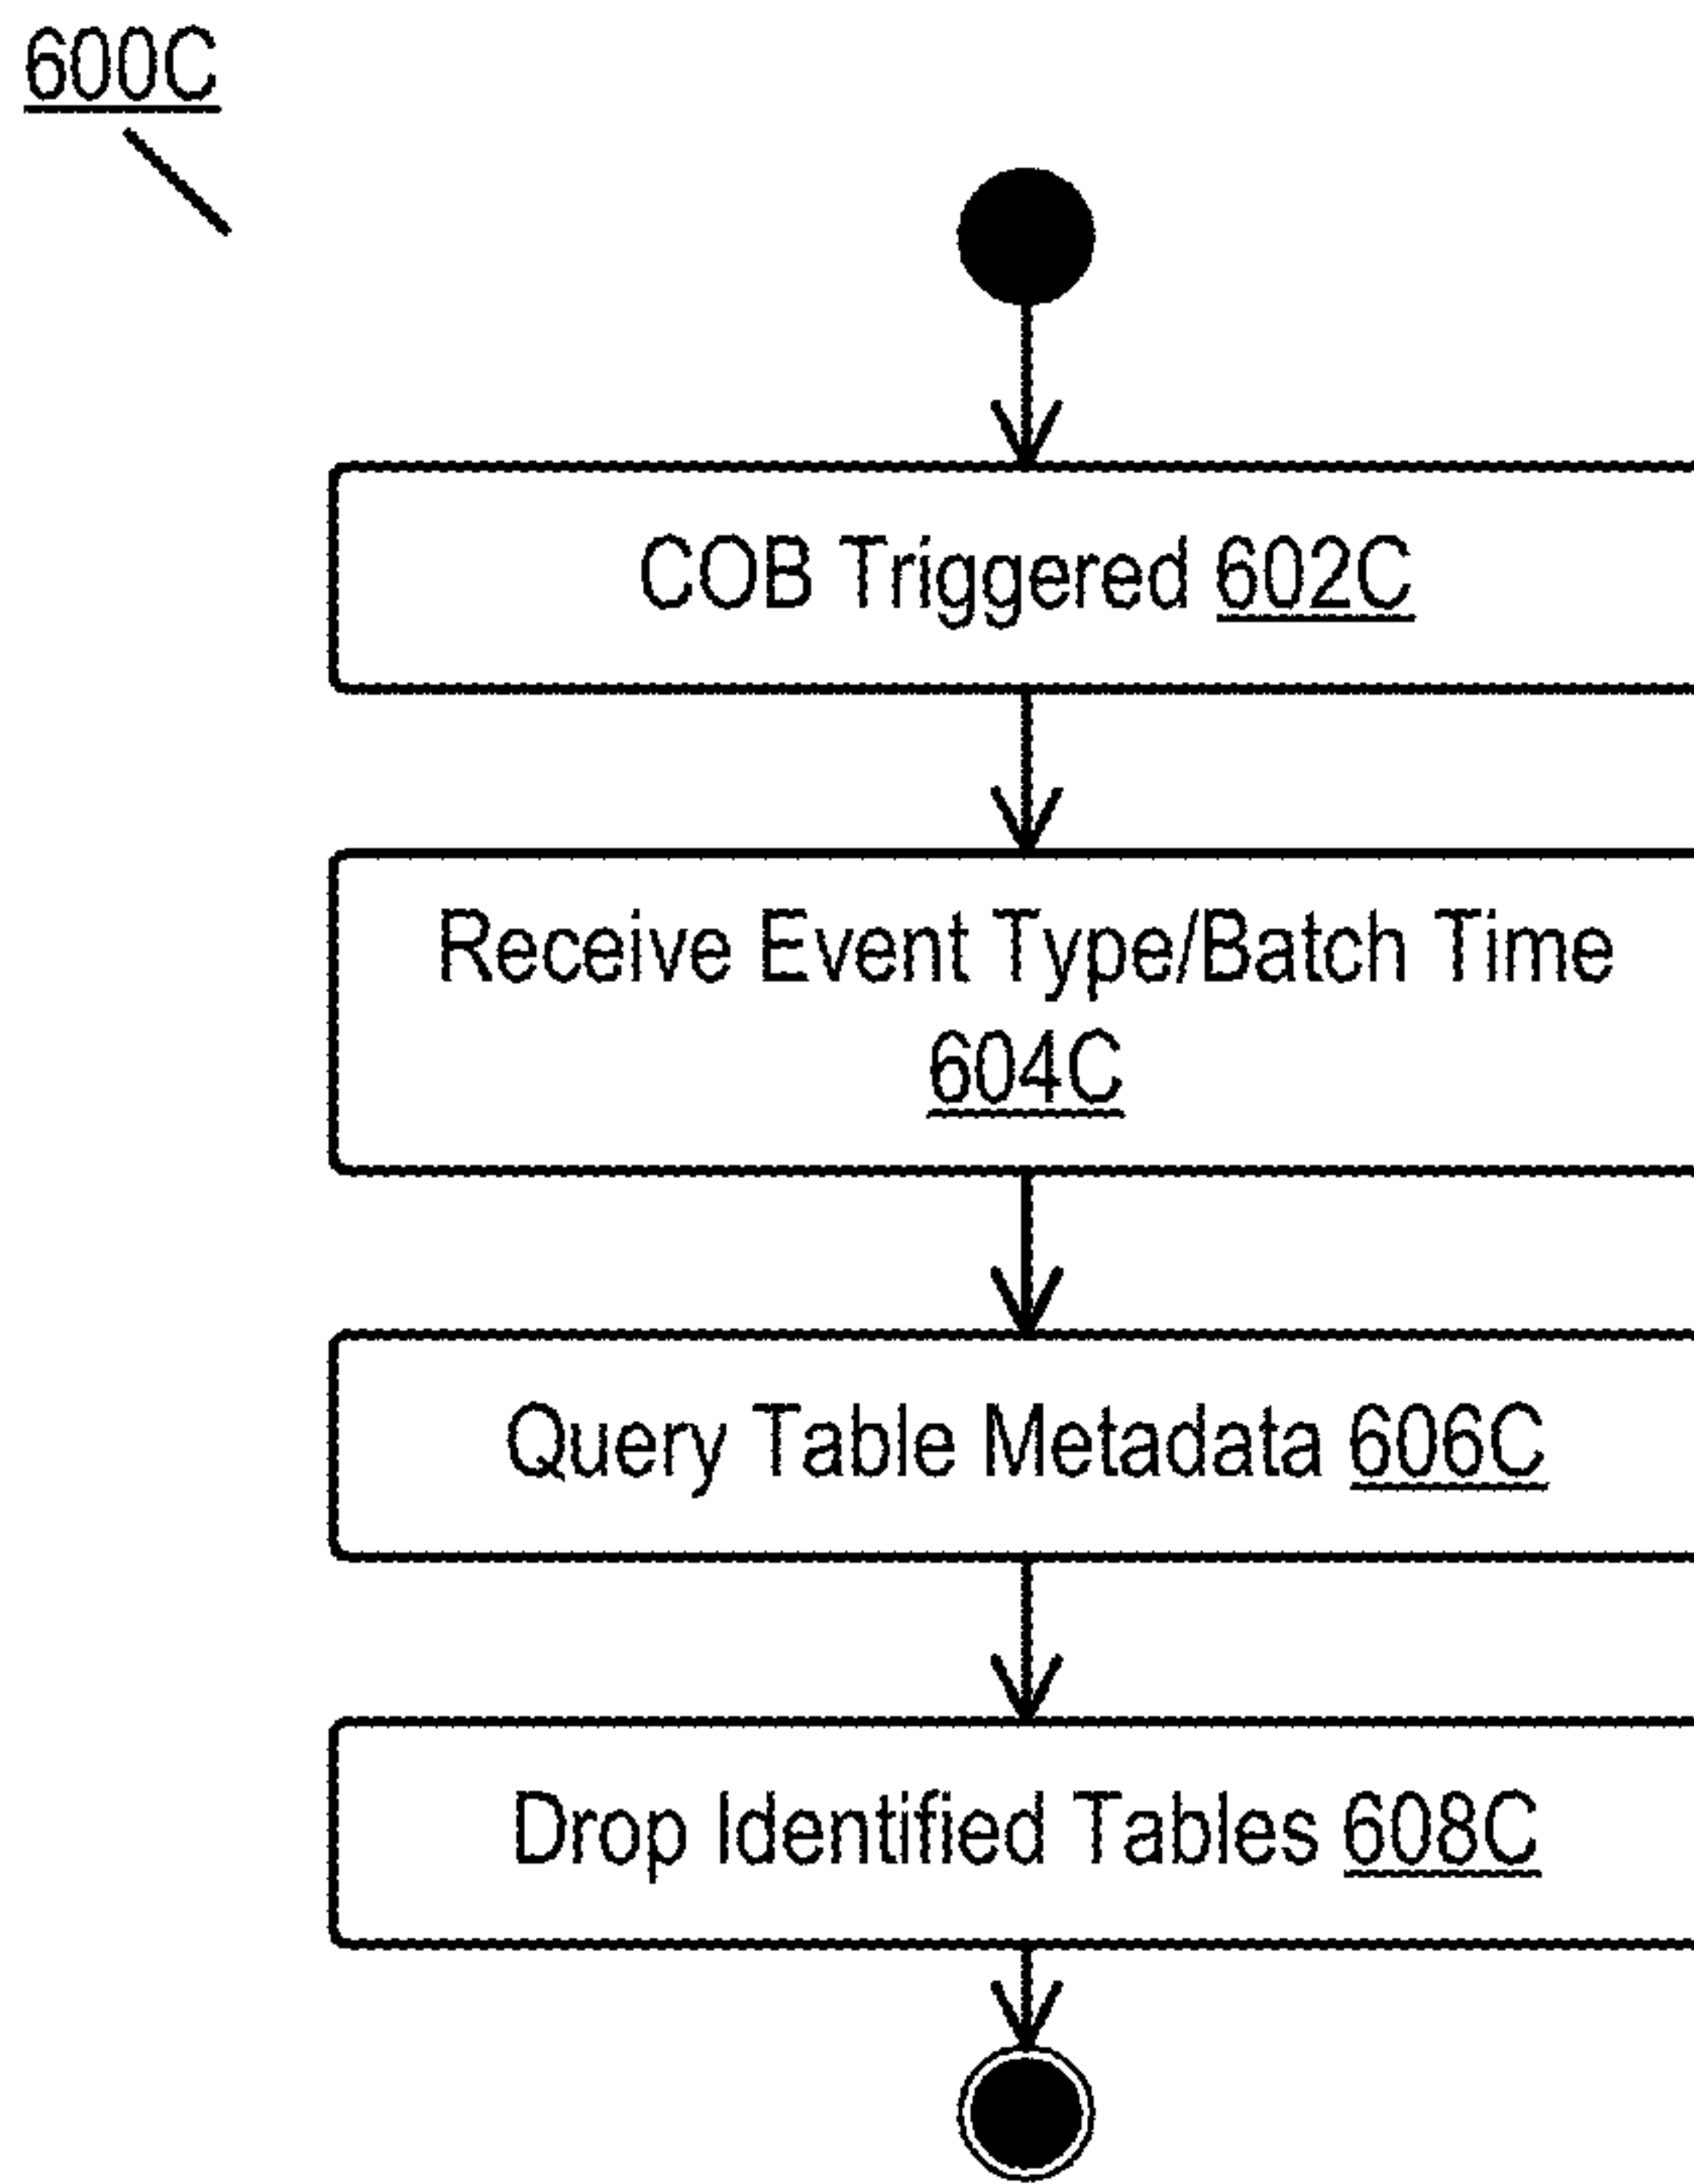 600C
COB Triggered 602C
Receive Event Type/Batch Time
604C
Query Table Metadata 606C
Drop Identified Tables 608C